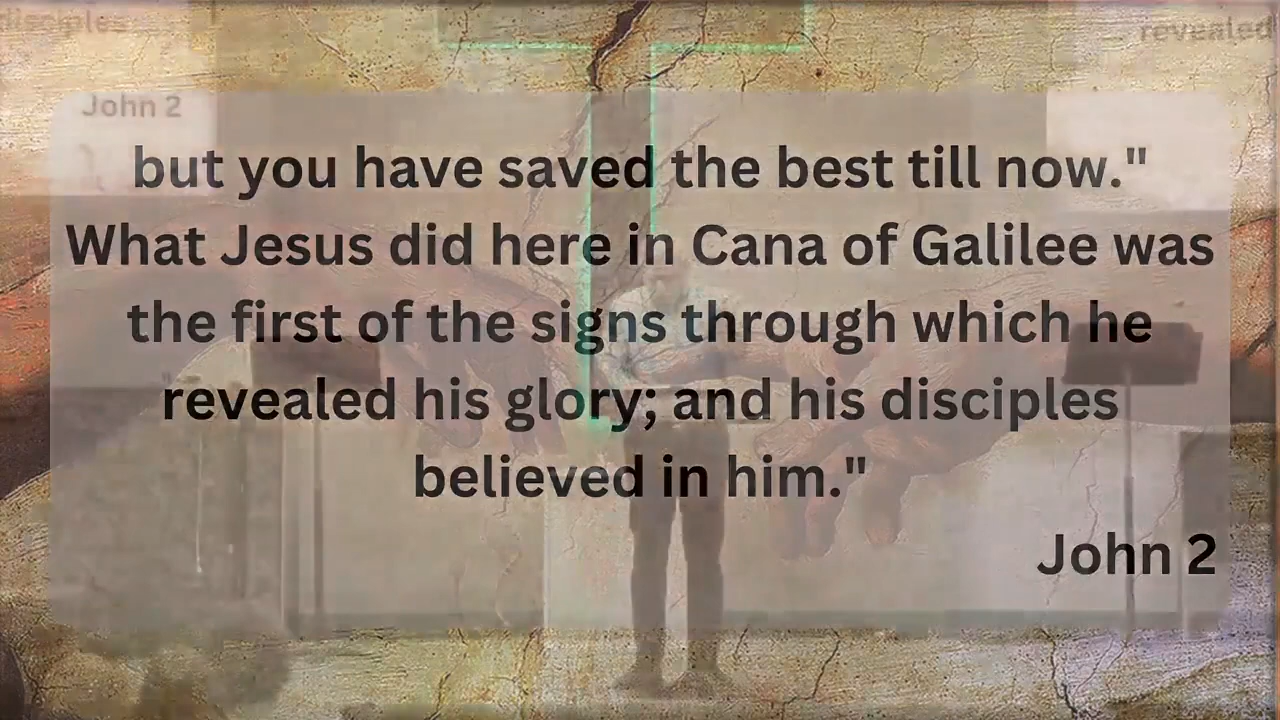 disciples
revealed
John 2
but you have saved the best till now."
What Jesus did here in Cana of Galilee was
the first of the signs through which he
revealed his glory; and his disciples
believed in him."
John 2